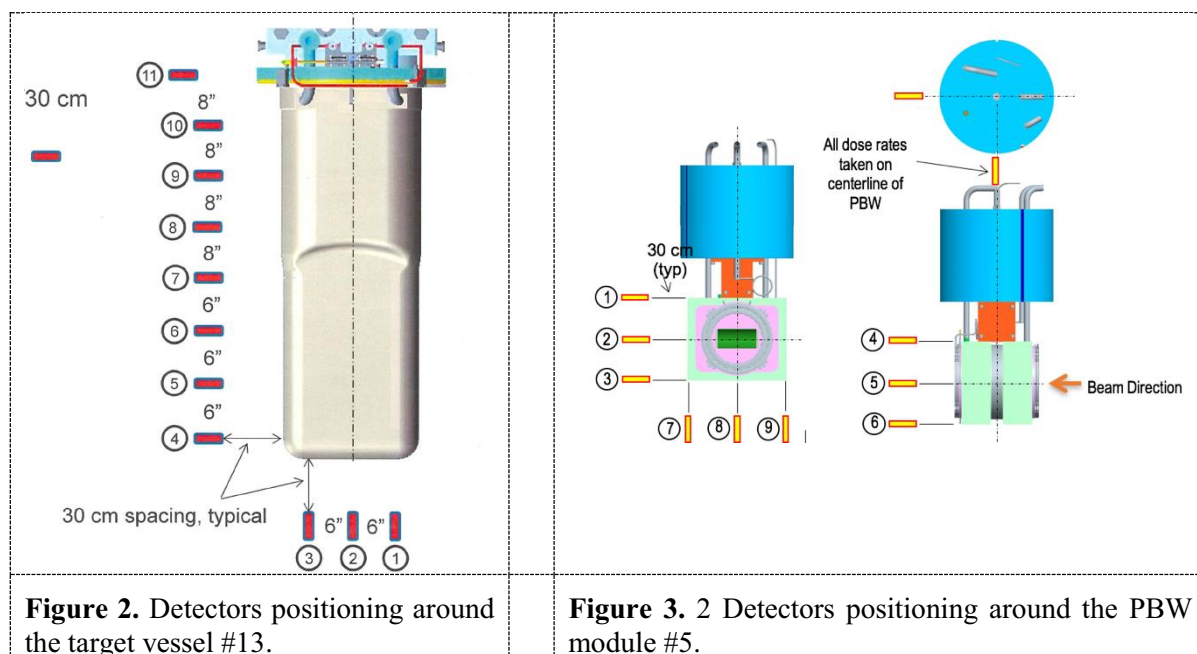 11
30 cm
8”
10
8”
9
8”
8
8”
7
6”
6
6”
5
6”
4
30 cm spacing, typical
6” 6”
3 2 1
All dose rates
taken on
centerline of
PBW
30 cm
(typ)
1
2
3
7 8 9
4
5
6
Beam Direction
Figure 2. Detectors positioning around
the target vessel #13.
Figure 3. 2 Detectors positioning around the PBW
module #5.